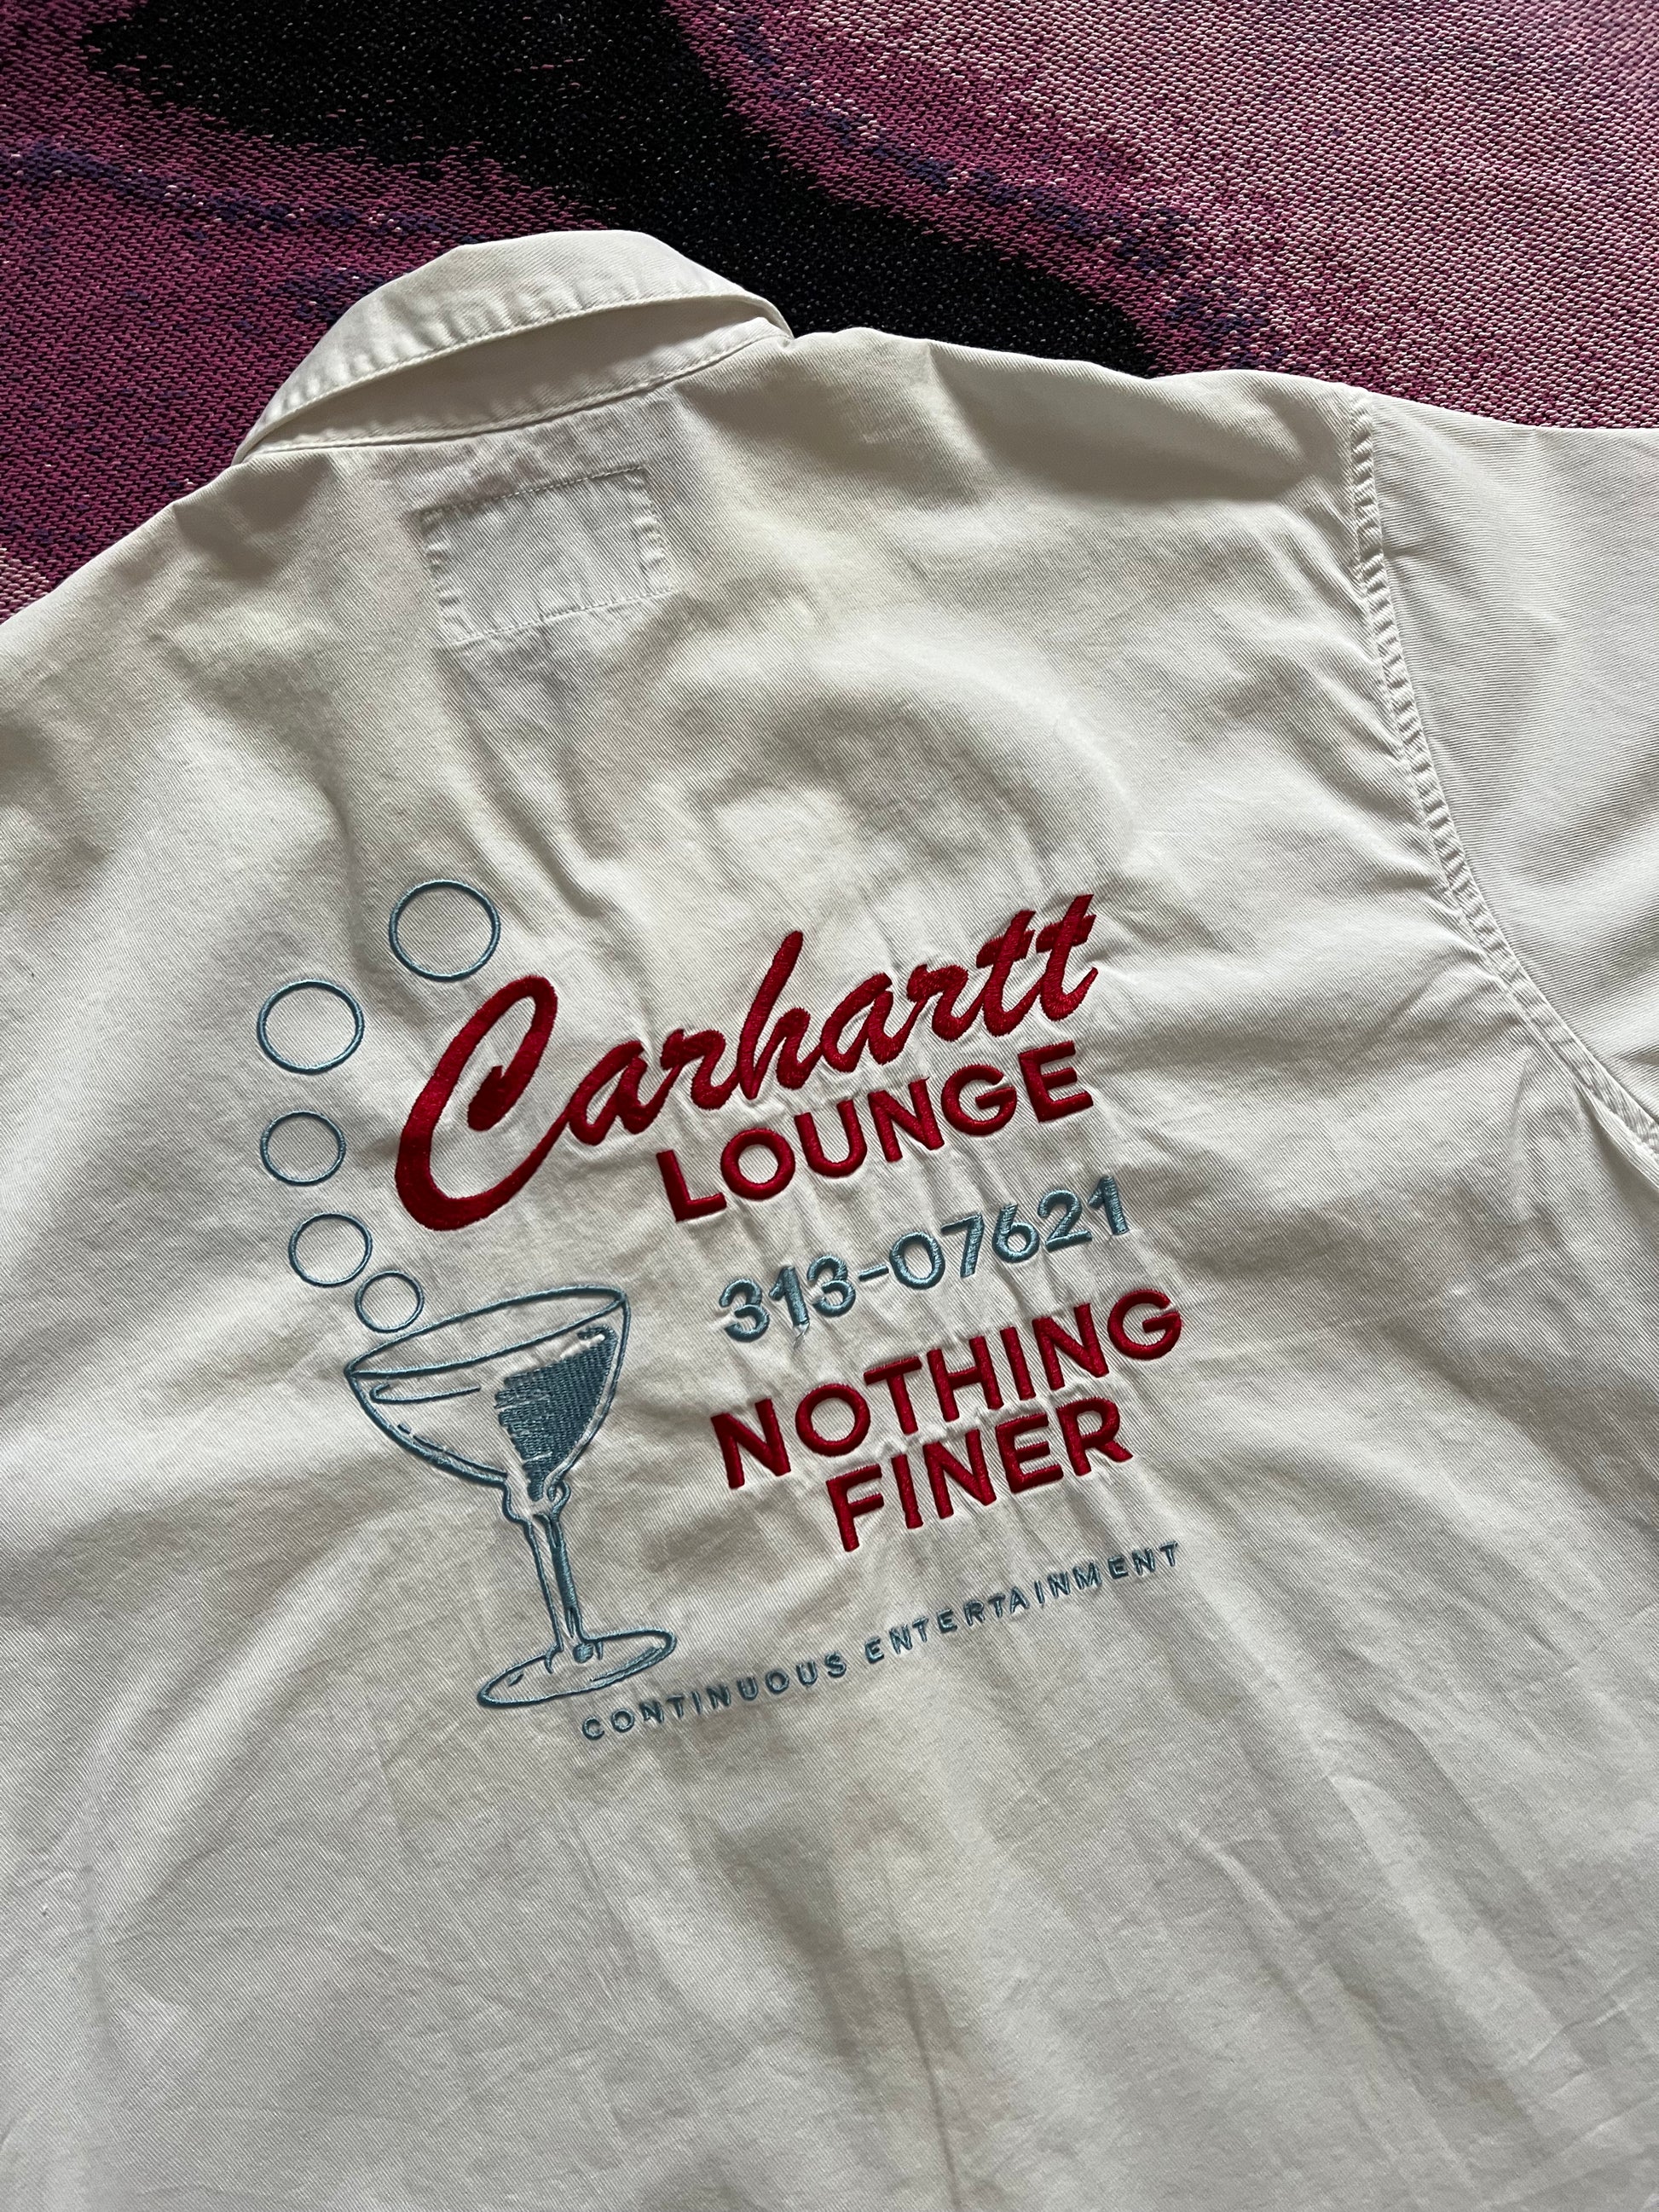 Carhartt
LOUNGE
313-07621
NOTHING
FINER
CONTINUOUS ENTERTAINMENT